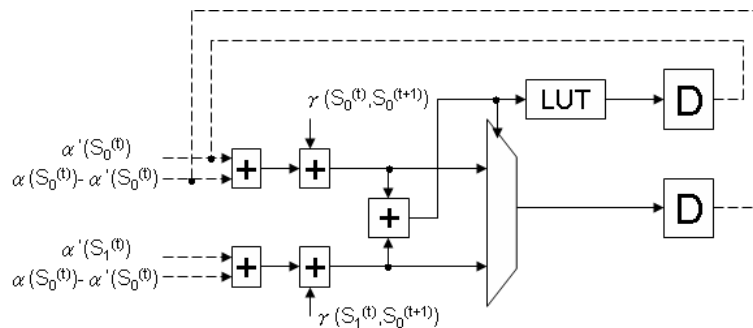 γ (S₀⁽ᵗ⁾,S₀⁽ᵗ⁺¹⁾)
LUT
D
α'(S₀⁽ᵗ⁾)
+ +
α(S₀⁽ᵗ⁾)- α'(S₀⁽ᵗ⁾)
+
D
α'(S₁⁽ᵗ⁾)
+ +
α(S₀⁽ᵗ⁾)- α'(S₀⁽ᵗ⁾)
γ (S₁⁽ᵗ⁾,S₀⁽ᵗ⁺¹⁾)